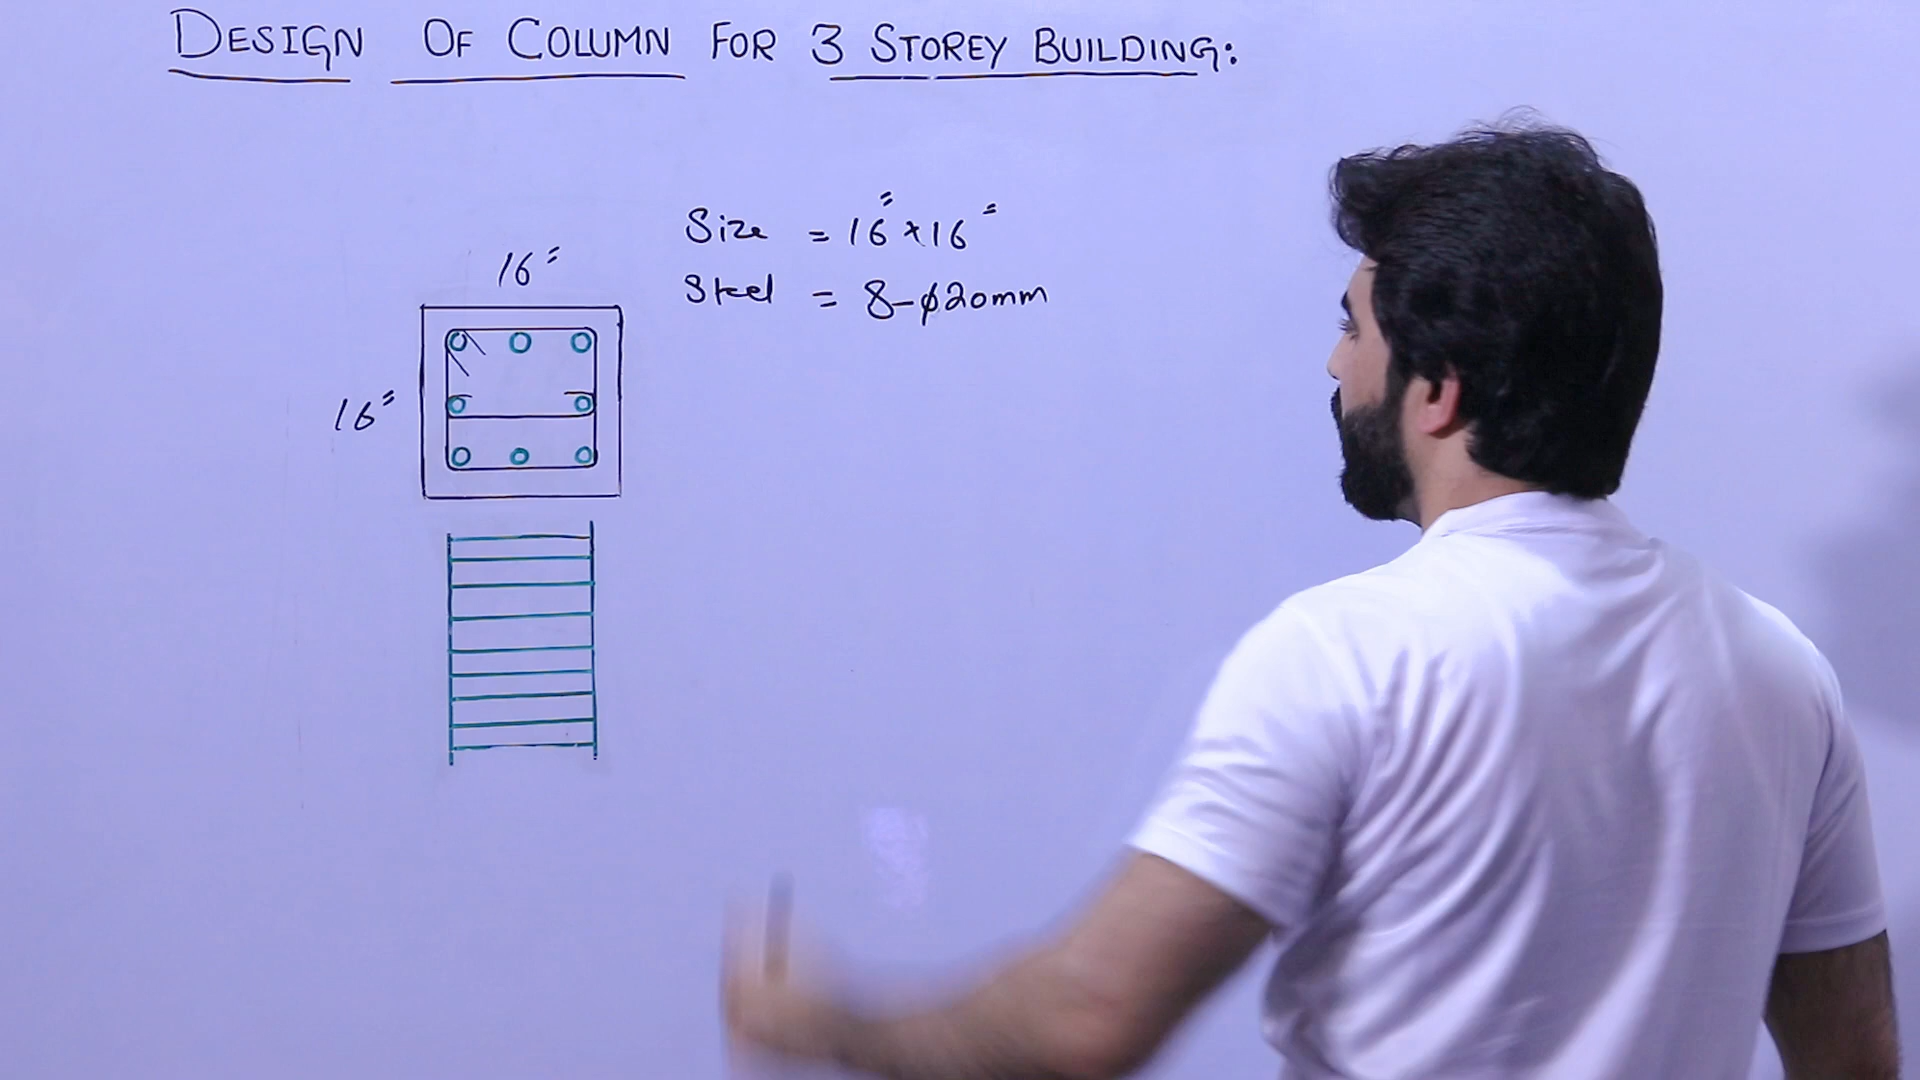 DESIGN OF COLUMN FOR 3 STOREY BUILDING:
Size = 16" x 16"
Steel = 8-ϕ20mm
16"
16"